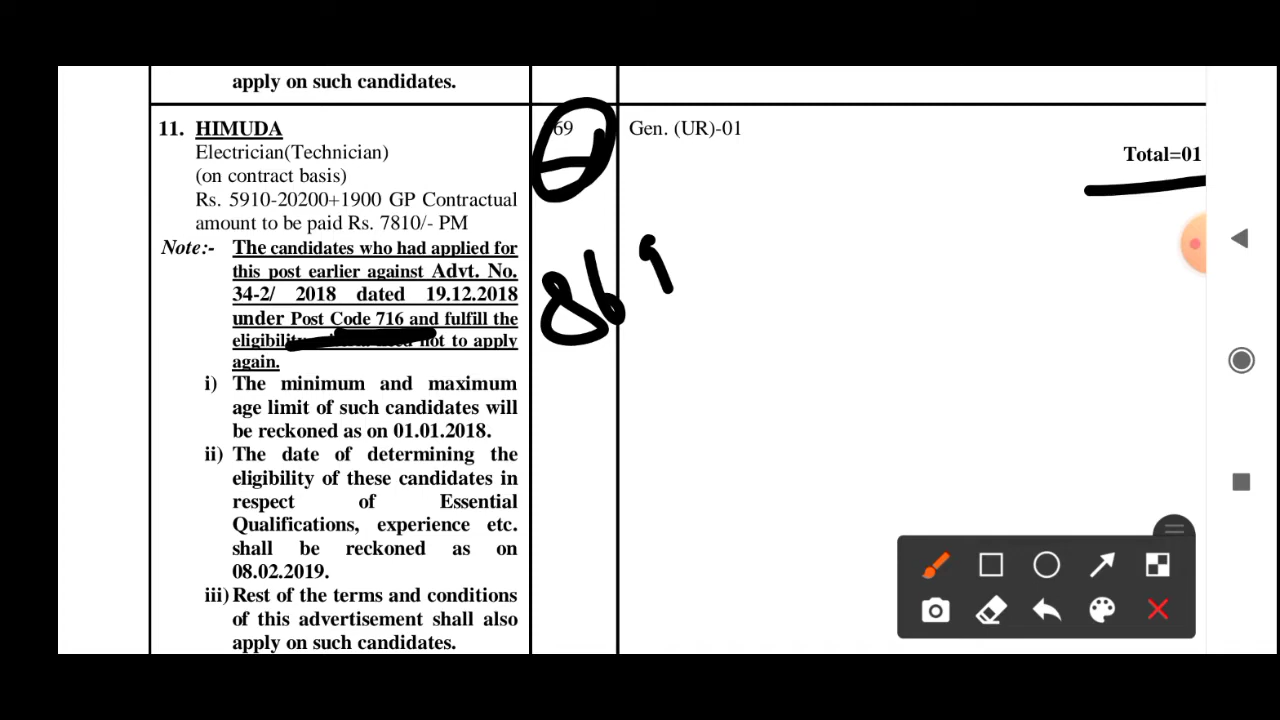 apply on such candidates.
11. HIMUDA
Electrician(Technician)
(on contract basis)
Rs. 5910-20200+1900 GP Contractual
amount to be paid Rs. 7810/- PM
Note:- The candidates who had applied for
this post earlier against Advt. No.
34-2/ 2018 dated 19.12.2018
under Post Code 716 and fulfill the
eligibility not to apply
again.
i) The minimum and maximum
age limit of such candidates will
be reckoned as on 01.01.2018.
ii) The date of determining the
eligibility of these candidates in
respect of Essential
Qualifications, experience etc.
shall be reckoned as on
08.02.2019.
iii) Rest of the terms and conditions
of this advertisement shall also
apply on such candidates.
69
869
Gen. (UR)-01
Total=01